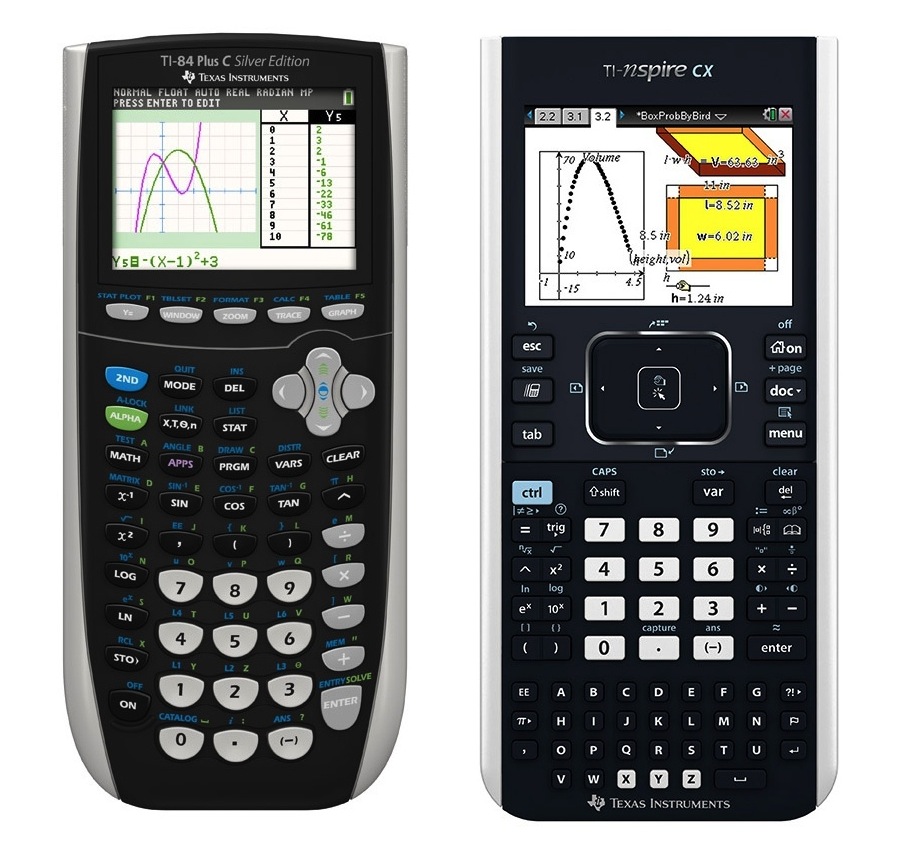 TI-84 Plus C Silver Edition
TEXAS INSTRUMENTS
NORMAL FLOAT AUTO REAL RADIAN MP
PRESS ENTER TO EDIT
X Y5
0 2
1 3
2 2
3 -1
4 -6
5 -13
6 -22
7 -33
8 -46
9 -61
10 -78
Y5=-(X-1)²+3
STAT PLOT F1 TBLSET F2 FORMAT F3 CALC F4 TABLE F5
Y= WINDOW ZOOM TRACE GRAPH
QUIT INS
2ND MODE DEL
A-LOCK LINK LIST
ALPHA X,T,Θ,n STAT
TEST A ANGLE B DRAW C DISTR
MATH APPS PRGM VARS CLEAR
MATRIX D SIN⁻¹ E COS⁻¹ F TAN⁻¹ G π H
X⁻¹ SIN COS TAN ^
√ I EE J { K } L e M
X² , ( ) ÷
10ˣ N u O v P w Q [ R
LOG 7 8 9 ×
eˣ S L4 T L5 U L6 V ] W
LN 4 5 6 −
RCL X L1 Y L2 Z L3 Θ MEM "
STO› 1 2 3 +
OFF CATALOG ⎵ i : ANS ? ENTRY SOLVE
ON 0 . (−) ENTER
TI-nspire CX
2.2 3.1 3.2 *BoxProbByBird
70 Volume
l·w·h = V=63.63 in³
11 in
l=8.52 in
8.5 in
w=6.02 in
(height,vol)
10
h
-1 -15 4.5
h=1.24 in
off
esc on
save + page
doc
tab menu
CAPS sto→ clear
ctrl shift var del
|≠≥› ? := ∞β°
= trig 7 8 9
ⁿ√x √ "□" ÷
^ x² 4 5 6 × ÷
ln log
eˣ 10ˣ 1 2 3 + −
[ ] { } capture ans ≈
( ) 0 . (−) enter
EE A B C D E F G ?!›
π› H I J K L M N
, O P Q R S T U ↵
V W X Y Z
TEXAS INSTRUMENTS